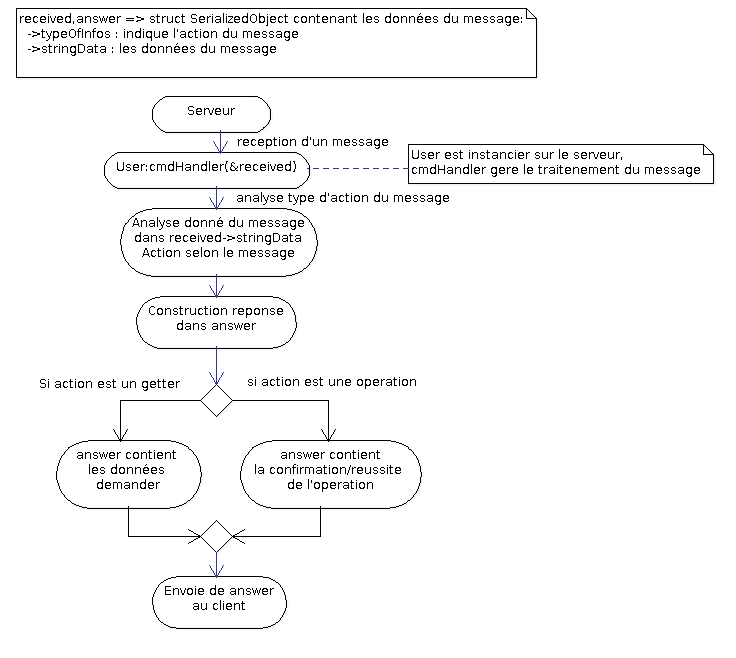 received,answer => struct SerializedObject contenant les données du message:
->typeOfInfos : indique l'action du message
->stringData : les données du message
Serveur
reception d'un message
User:cmdHandler(&received)
User est instancier sur le serveur,
cmdHandler gere le traitenement du message
analyse type d'action du message
Analyse donné du message
dans received->stringData
Action selon le message
Construction reponse
dans answer
Si action est un getter
si action est une operation
answer contient
les données
demander
answer contient
la confirmation/reussite
de l'operation
Envoie de answer
au client